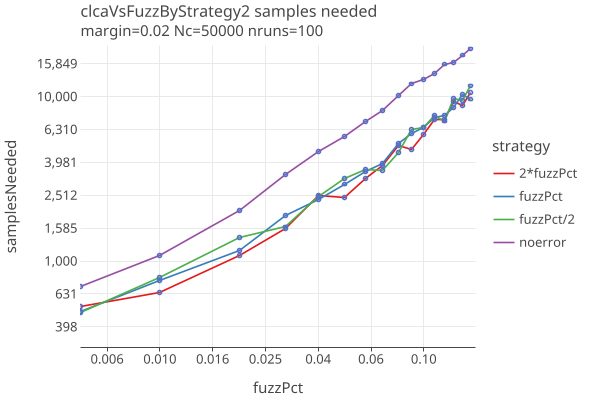 clcaVsFuzzByStrategy2 samples needed
margin=0.02 Nc=50000 nruns=100
samplesNeeded
15,849
10,000
6,310
3,981
2,512
1,585
1,000
631
398
0.006 0.010 0.016 0.025 0.04 0.06 0.10
fuzzPct
strategy
2*fuzzPct
fuzzPct
fuzzPct/2
noerror